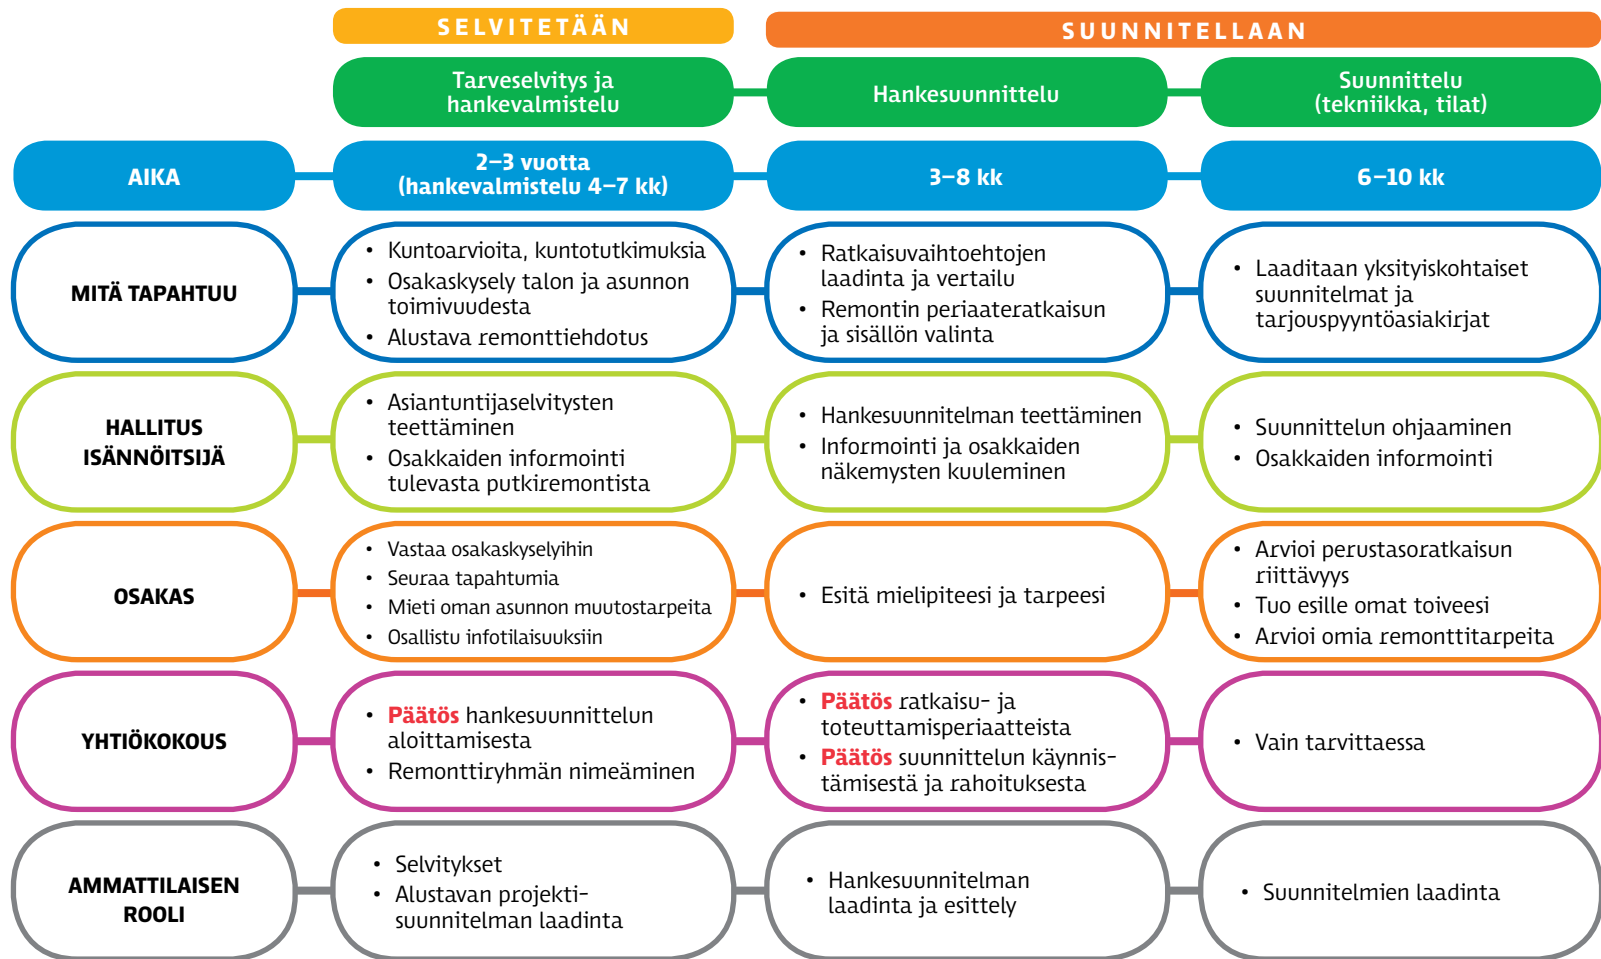 SELVITETÄÄN
SUUNNITELLAAN
Tarveselvitys ja
hankevalmistelu
Hankesuunnittelu
Suunnittelu
(tekniikka, tilat)
AIKA
2–3 vuotta
(hankevalmistelu 4–7 kk)
3–8 kk
6–10 kk
MITÄ TAPAHTUU
• Kuntoarvioita, kuntotutkimuksia
• Osakaskysely talon ja asunnon
toimivuudesta
• Alustava remonttiehdotus
• Ratkaisuvaihtoehtojen
laadinta ja vertailu
• Remontin periaateratkaisun
ja sisällön valinta
• Laaditaan yksityiskohtaiset
suunnitelmat ja
tarjouspyyntöasiakirjat
HALLITUS
ISÄNNÖITSIJÄ
• Asiantuntijaselvitysten
teettäminen
• Osakkaiden informointi
tulevasta putkiremontista
• Hankesuunnitelman teettäminen
• Informointi ja osakkaiden
näkemysten kuuleminen
• Suunnittelun ohjaaminen
• Osakkaiden informointi
OSAKAS
• Vastaa osakaskyselyihin
• Seuraa tapahtumia
• Mieti oman asunnon muutostarpeita
• Osallistu infotilaisuuksiin
• Esitä mielipiteesi ja tarpeesi
• Arvioi perustasoratkaisun
riittävyys
• Tuo esille omat toiveesi
• Arvioi omia remonttitarpeita
YHTIÖKOKOUS
• Päätös hankesuunnittelun
aloittamisesta
• Remonttiryhmän nimeäminen
• Päätös ratkaisu- ja
toteuttamisperiaatteista
• Päätös suunnittelun käynnis-
tämisestä ja rahoituksesta
• Vain tarvittaessa
AMMATTILAISEN
ROOLI
• Selvitykset
• Alustavan projekti-
suunnitelman laadinta
• Hankesuunnitelman
laadinta ja esittely
• Suunnitelmien laadinta